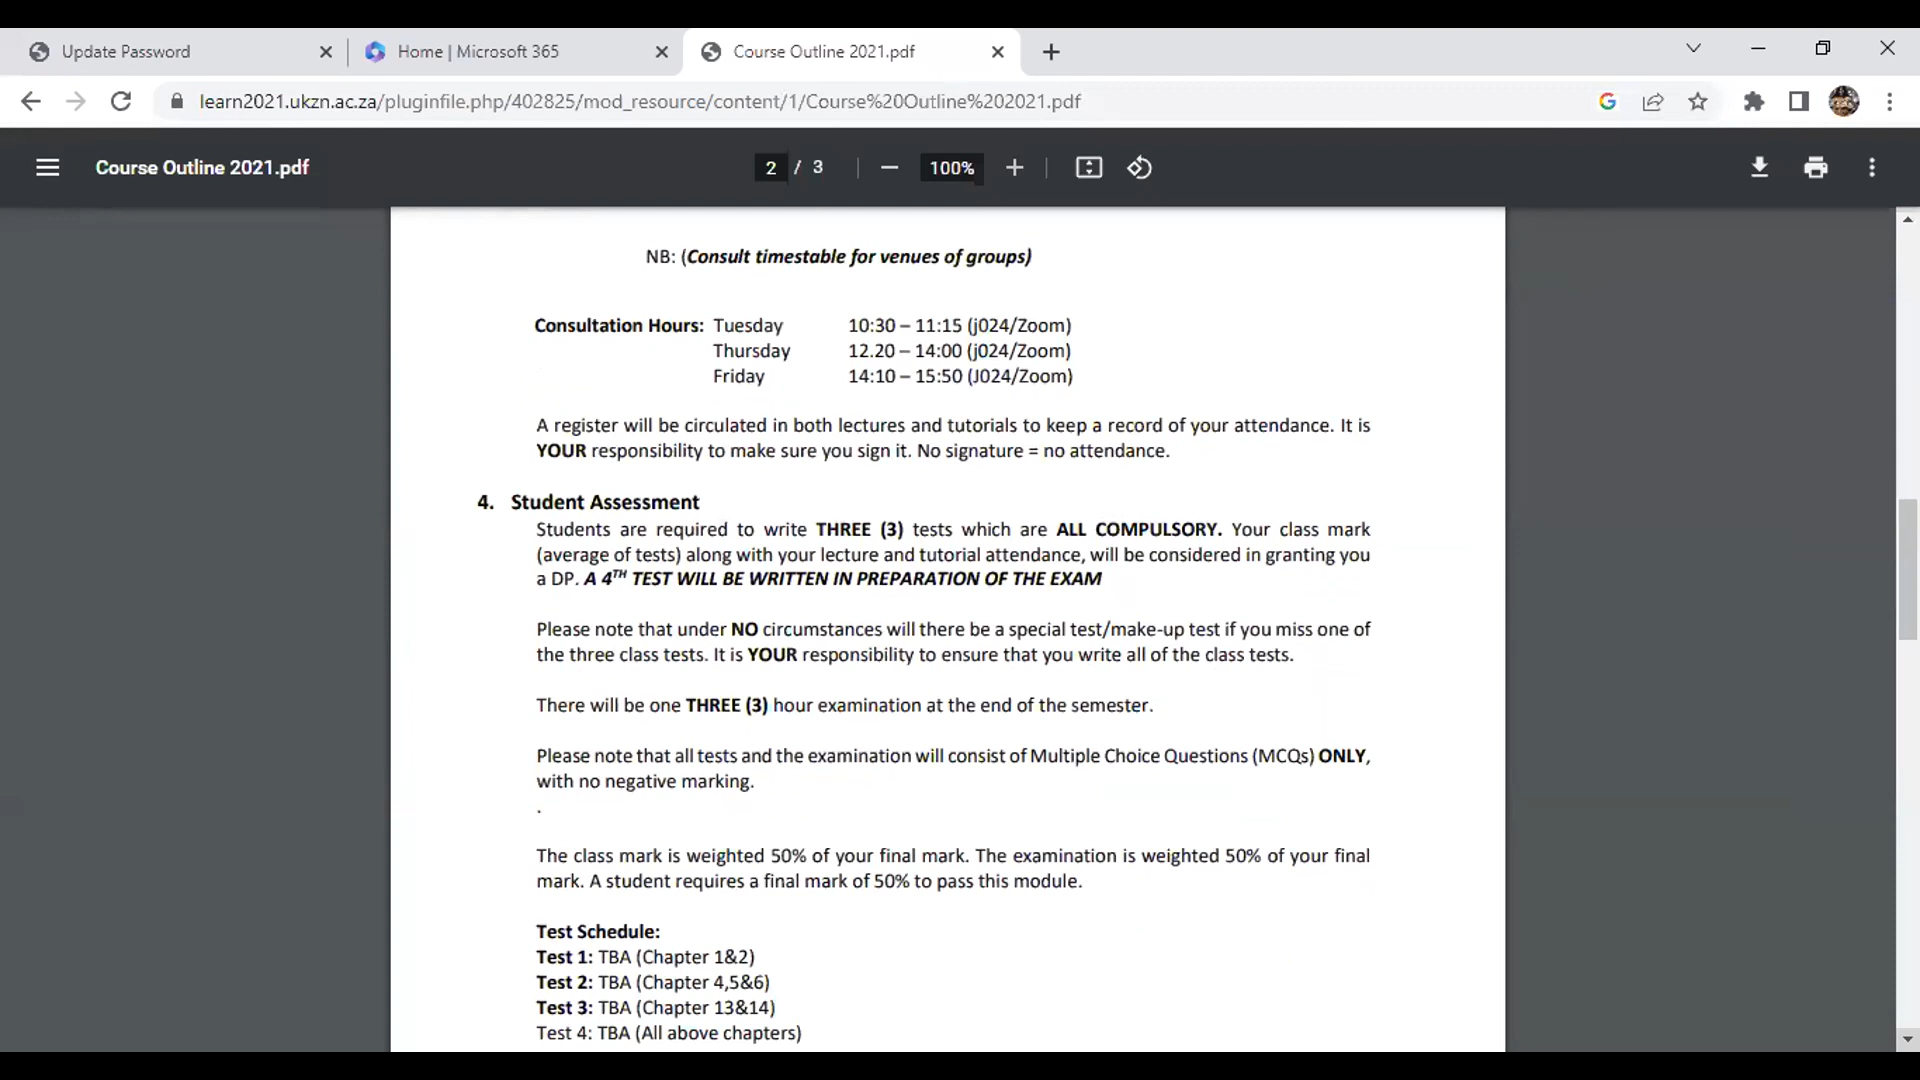 Update Password
Home | Microsoft 365
Course Outline 2021.pdf
learn2021.ukzn.ac.za/pluginfile.php/402825/mod_resource/content/1/Course%20Outline%202021.pdf
Course Outline 2021.pdf
2 / 3
100%
NB: (Consult timestable for venues of groups)
Consultation Hours: Tuesday 10:30 – 11:15 (j024/Zoom)
Thursday 12.20 – 14:00 (j024/Zoom)
Friday 14:10 – 15:50 (J024/Zoom)
A register will be circulated in both lectures and tutorials to keep a record of your attendance. It is
YOUR responsibility to make sure you sign it. No signature = no attendance.
4. Student Assessment
Students are required to write THREE (3) tests which are ALL COMPULSORY. Your class mark
(average of tests) along with your lecture and tutorial attendance, will be considered in granting you
a DP. A 4TH TEST WILL BE WRITTEN IN PREPARATION OF THE EXAM
Please note that under NO circumstances will there be a special test/make-up test if you miss one of
the three class tests. It is YOUR responsibility to ensure that you write all of the class tests.
There will be one THREE (3) hour examination at the end of the semester.
Please note that all tests and the examination will consist of Multiple Choice Questions (MCQs) ONLY,
with no negative marking.
.
The class mark is weighted 50% of your final mark. The examination is weighted 50% of your final
mark. A student requires a final mark of 50% to pass this module.
Test Schedule:
Test 1: TBA (Chapter 1&2)
Test 2: TBA (Chapter 4,5&6)
Test 3: TBA (Chapter 13&14)
Test 4: TBA (All above chapters)